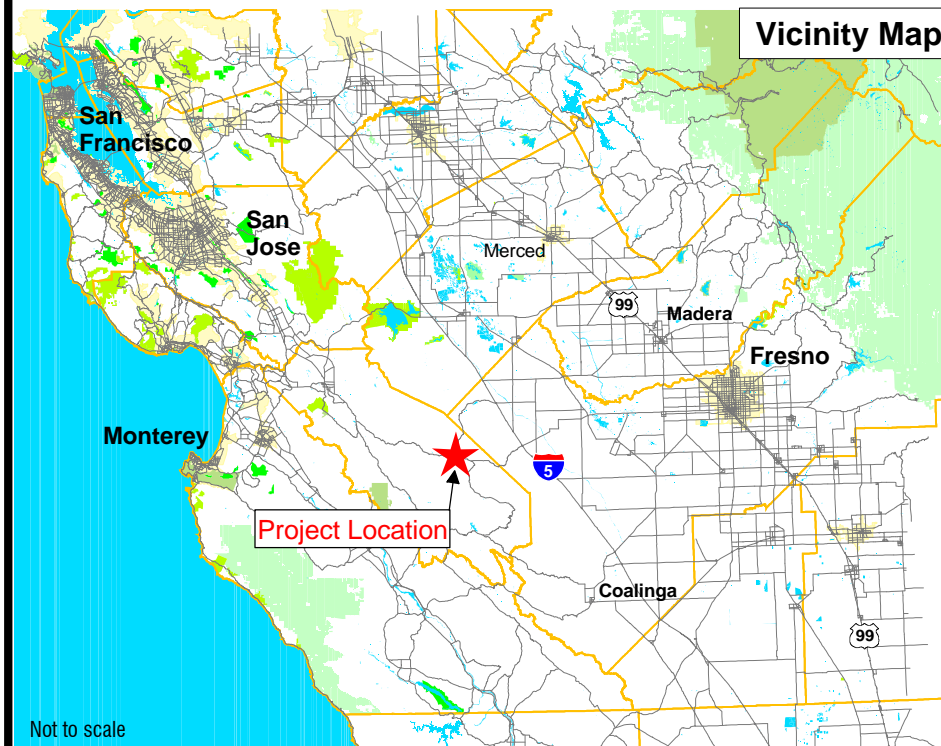 Vicinity Map
San
Francisco
San
Jose
Merced
99
Madera
Fresno
Monterey
5
Project Location
Coalinga
99
Not to scale